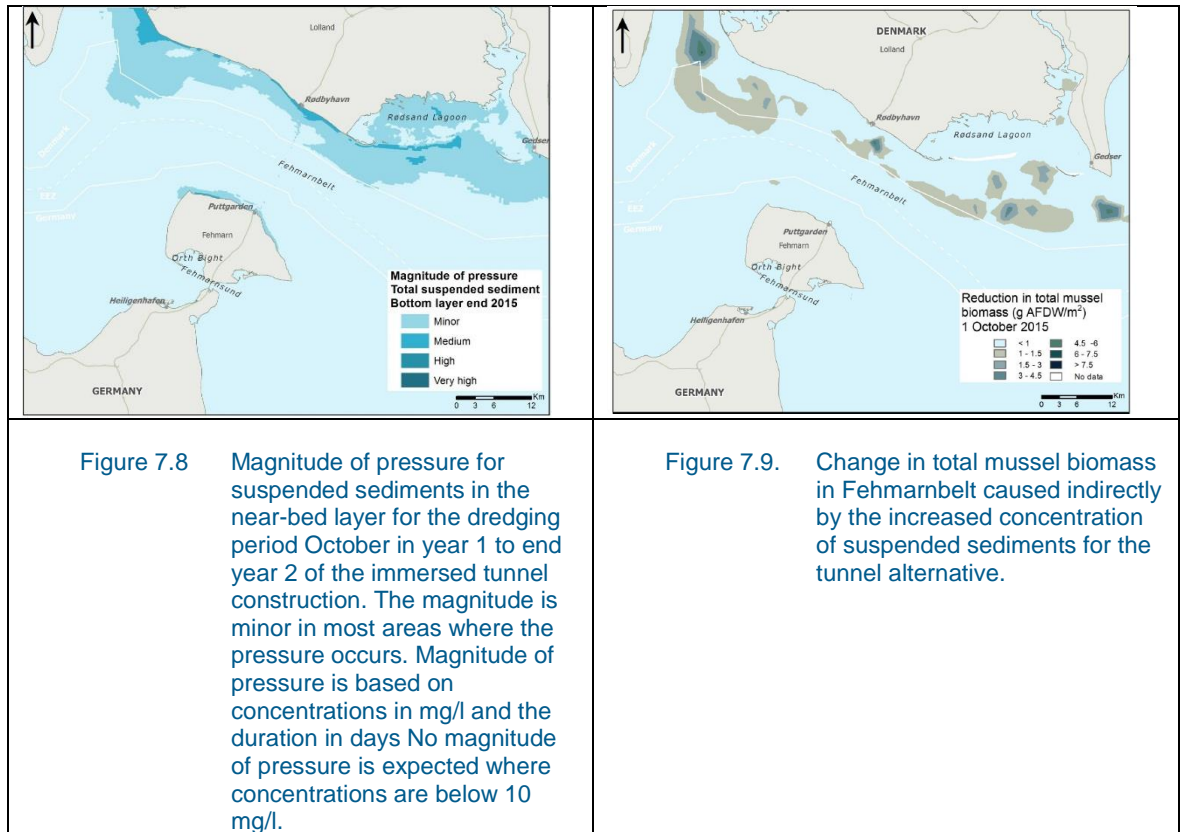 Lolland
Rødbyhavn
Rødsand Lagoon
Gedser
Denmark
Fehmarnbelt
EEZ
Germany
Puttgarden
Fehmarn
Orth Bight
Fehmarnsund
Heiligenhafen
GERMANY
Magnitude of pressure
Total suspended sediment
Bottom layer end 2015
Minor
Medium
High
Very high
Km
0 3 6 12
DENMARK
Lolland
Rødbyhavn
Rødsand Lagoon
Gedser
Denmark
Fehmarnbelt
EEZ
Germany
Puttgarden
Fehmarn
Orth Bight
Fehmarnsund
Heiligenhafen
GERMANY
Reduction in total mussel
biomass (g AFDW/m²)
1 October 2015
< 1 4.5 -6
1 - 1.5 6 - 7.5
1.5 - 3 > 7.5
3 - 4.5 No data
Km
0 3 6 12
Figure 7.8 Magnitude of pressure for
suspended sediments in the
near-bed layer for the dredging
period October in year 1 to end
year 2 of the immersed tunnel
construction. The magnitude is
minor in most areas where the
pressure occurs. Magnitude of
pressure is based on
concentrations in mg/l and the
duration in days No magnitude
of pressure is expected where
concentrations are below 10
mg/l.
Figure 7.9. Change in total mussel biomass
in Fehmarnbelt caused indirectly
by the increased concentration
of suspended sediments for the
tunnel alternative.